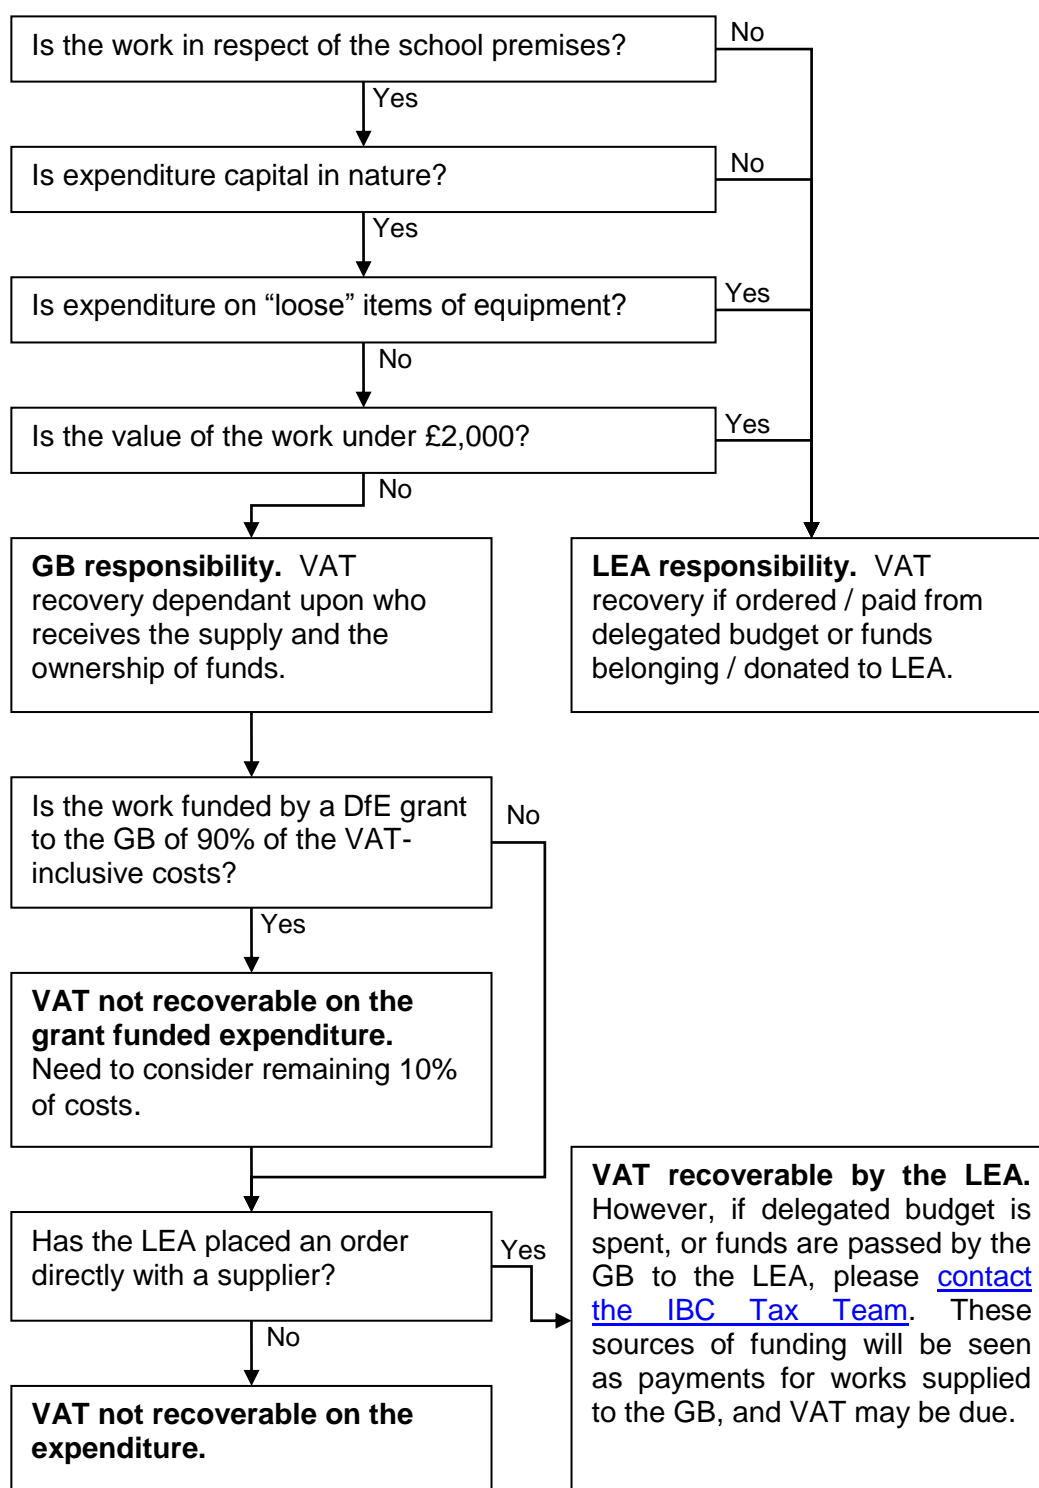 Is the work in respect of the school premises?
No
Yes
Is expenditure capital in nature?
No
Yes
Is expenditure on “loose” items of equipment?
Yes
No
Is the value of the work under £2,000?
Yes
No
GB responsibility. VAT
recovery dependant upon who
receives the supply and the
ownership of funds.
LEA responsibility. VAT
recovery if ordered / paid from
delegated budget or funds
belonging / donated to LEA.
Is the work funded by a DfE grant
to the GB of 90% of the VAT-
inclusive costs?
No
Yes
VAT not recoverable on the
grant funded expenditure.
Need to consider remaining 10%
of costs.
Has the LEA placed an order
directly with a supplier?
Yes
No
VAT recoverable by the LEA.
However, if delegated budget is
spent, or funds are passed by the
GB to the LEA, please contact
the IBC Tax Team. These
sources of funding will be seen
as payments for works supplied
to the GB, and VAT may be due.
VAT not recoverable on the
expenditure.